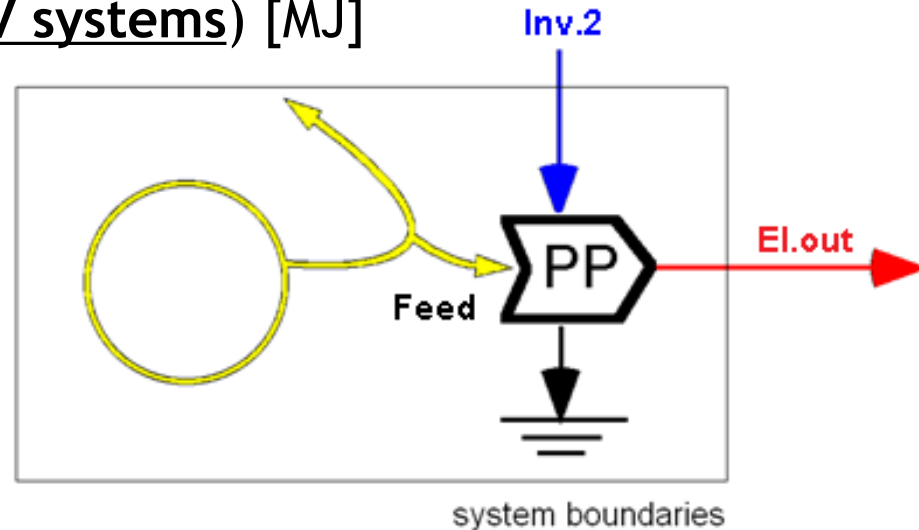 systems) [MJ]
Inv.2
El.out
PP
Feed
system boundaries